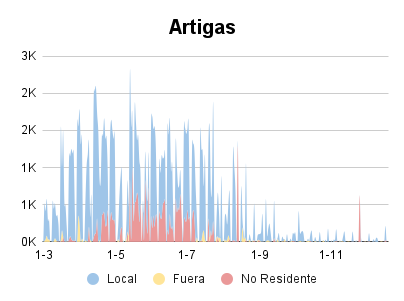 Artigas
3K
2K
2K
1K
1K
0K
1-3
1-5
1-7
1-9
1-11
Local
Fuera
No Residente